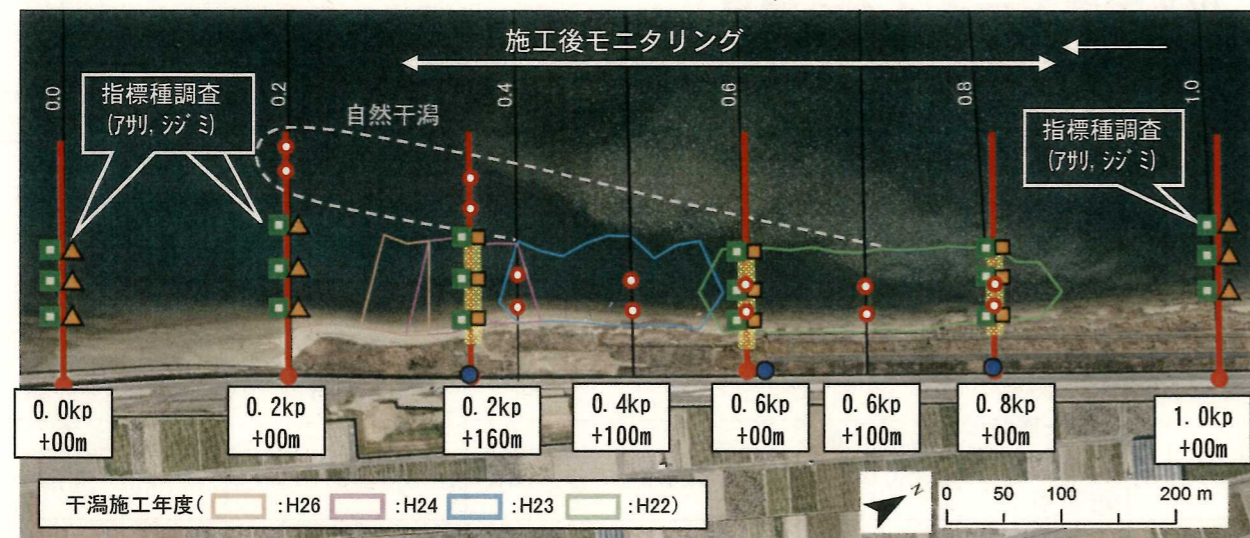 施工後モニタリング
0.0
指標種調査
(アサリ, シジミ)
0.2
自然干潟
0.4
0.6
0.8
1.0
指標種調査
(アサリ, シジミ)
0.0kp
+00m
0.2kp
+00m
0.2kp
+160m
0.4kp
+100m
0.6kp
+00m
0.6kp
+100m
0.8kp
+00m
1.0kp
+00m
干潟施工年度( :H26 :H24 :H23 :H22)
N
0 50 100 200 m